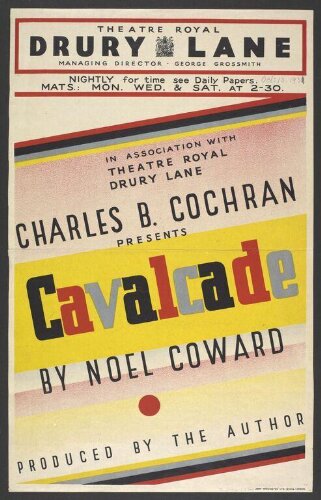 THEATRE ROYAL
DRURY LANE
MANAGING DIRECTOR - GEORGE GROSSMITH
NIGHTLY for time see Daily Papers.
MATS.: MON. WED. & SAT. AT 2-30.
IN ASSOCIATION WITH
THEATRE ROYAL
DRURY LANE
CHARLES B. COCHRAN
PRESENTS
Cavalcade
BY NOEL COWARD
PRODUCED BY THE AUTHOR